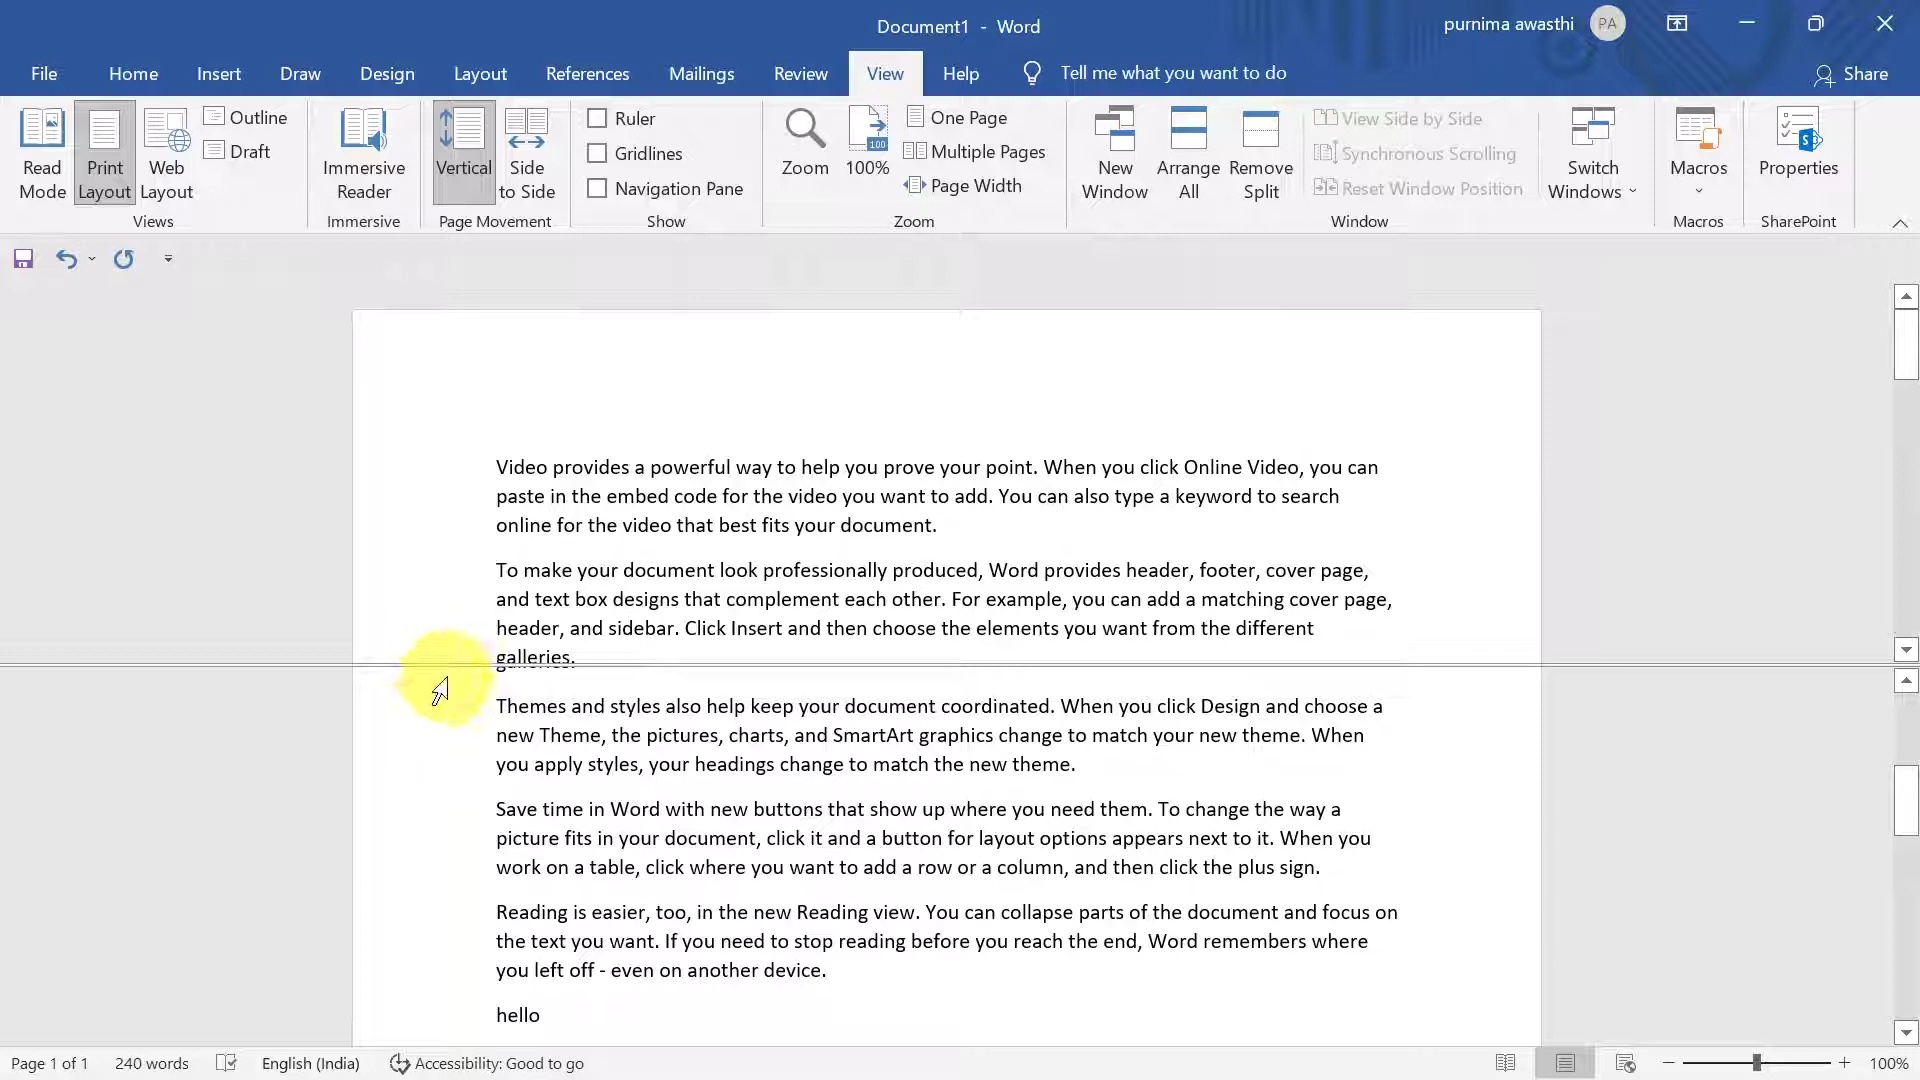 Document1 - Word
purnima awasthi
PA
File
Home
Insert
Draw
Design
Layout
References
Mailings
Review
View
Help
Tell me what you want to do
Share
Read Mode
Print Layout
Web Layout
Outline
Draft
Views
Immersive Reader
Immersive
Vertical
Side to Side
Page Movement
Ruler
Gridlines
Navigation Pane
Show
Zoom
100
100%
One Page
Multiple Pages
Page Width
Zoom
New Window
Arrange All
Remove Split
View Side by Side
Synchronous Scrolling
Reset Window Position
Switch Windows
Window
Macros
Macros
S
Properties
SharePoint
Video provides a powerful way to help you prove your point. When you click Online Video, you can
paste in the embed code for the video you want to add. You can also type a keyword to search
online for the video that best fits your document.
To make your document look professionally produced, Word provides header, footer, cover page,
and text box designs that complement each other. For example, you can add a matching cover page,
header, and sidebar. Click Insert and then choose the elements you want from the different
galleries.
Themes and styles also help keep your document coordinated. When you click Design and choose a
new Theme, the pictures, charts, and SmartArt graphics change to match your new theme. When
you apply styles, your headings change to match the new theme.
Save time in Word with new buttons that show up where you need them. To change the way a
picture fits in your document, click it and a button for layout options appears next to it. When you
work on a table, click where you want to add a row or a column, and then click the plus sign.
Reading is easier, too, in the new Reading view. You can collapse parts of the document and focus on
the text you want. If you need to stop reading before you reach the end, Word remembers where
you left off - even on another device.
hello
Page 1 of 1
240 words
English (India)
Accessibility: Good to go
100%